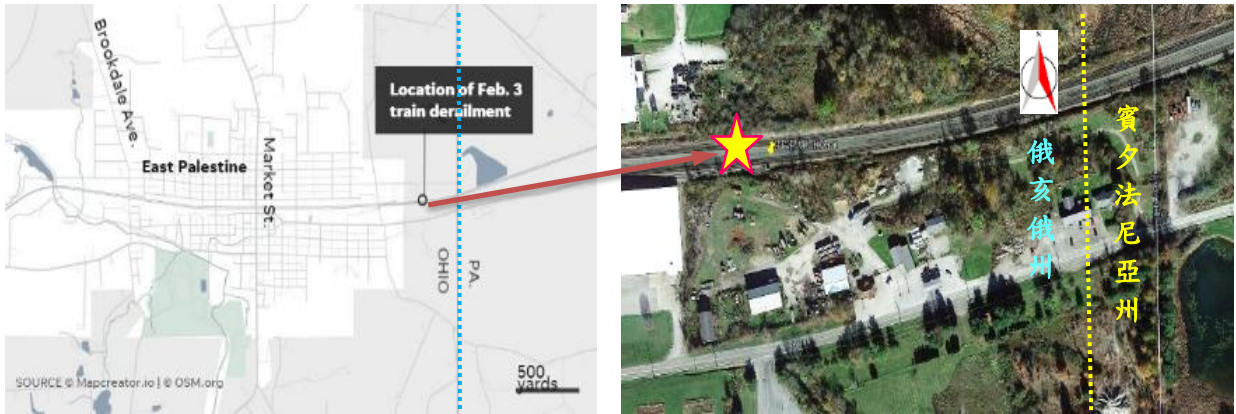 Brookdale Ave.
Location of Feb. 3
train derailment
East Palestine
Market St.
OHIO
PA.
SOURCE © Mapcreator.io | © OSM.org
500
yards
N
俄亥俄州
賓夕法尼亞州